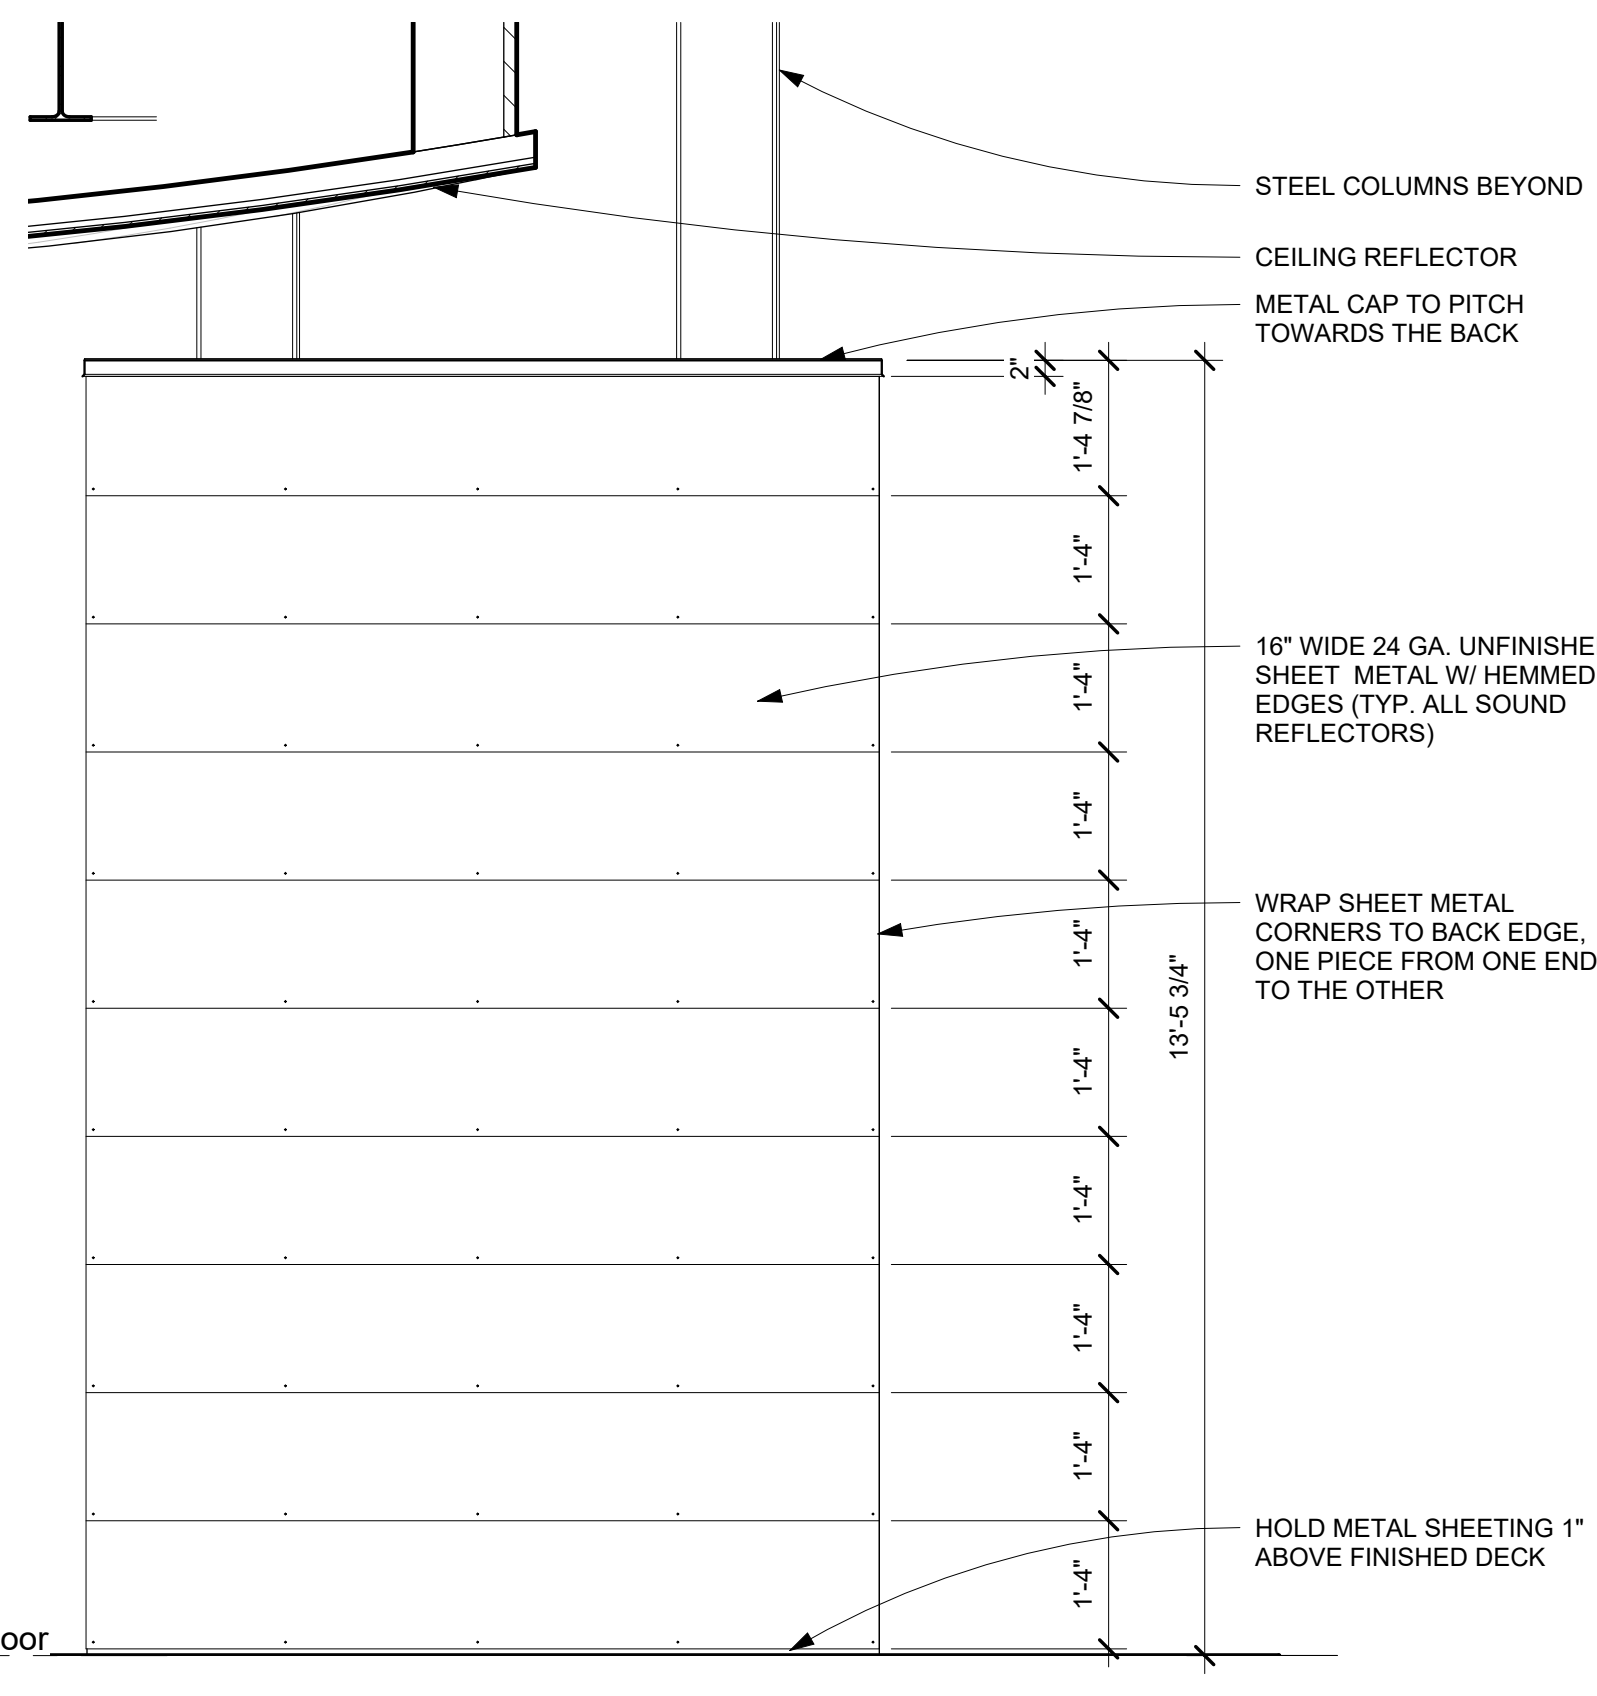 STEEL COLUMNS BEYOND
CEILING REFLECTOR
METAL CAP TO PITCH
TOWARDS THE BACK
2"
1'-4 7/8"
1'-4"
16" WIDE 24 GA. UNFINISHE
SHEET METAL W/ HEMMED
EDGES (TYP. ALL SOUND
REFLECTORS)
1'-4"
1'-4"
WRAP SHEET METAL
CORNERS TO BACK EDGE,
ONE PIECE FROM ONE END
TO THE OTHER
1'-4"
13'-5 3/4"
1'-4"
1'-4"
1'-4"
1'-4"
HOLD METAL SHEETING 1"
ABOVE FINISHED DECK
1'-4"
oor